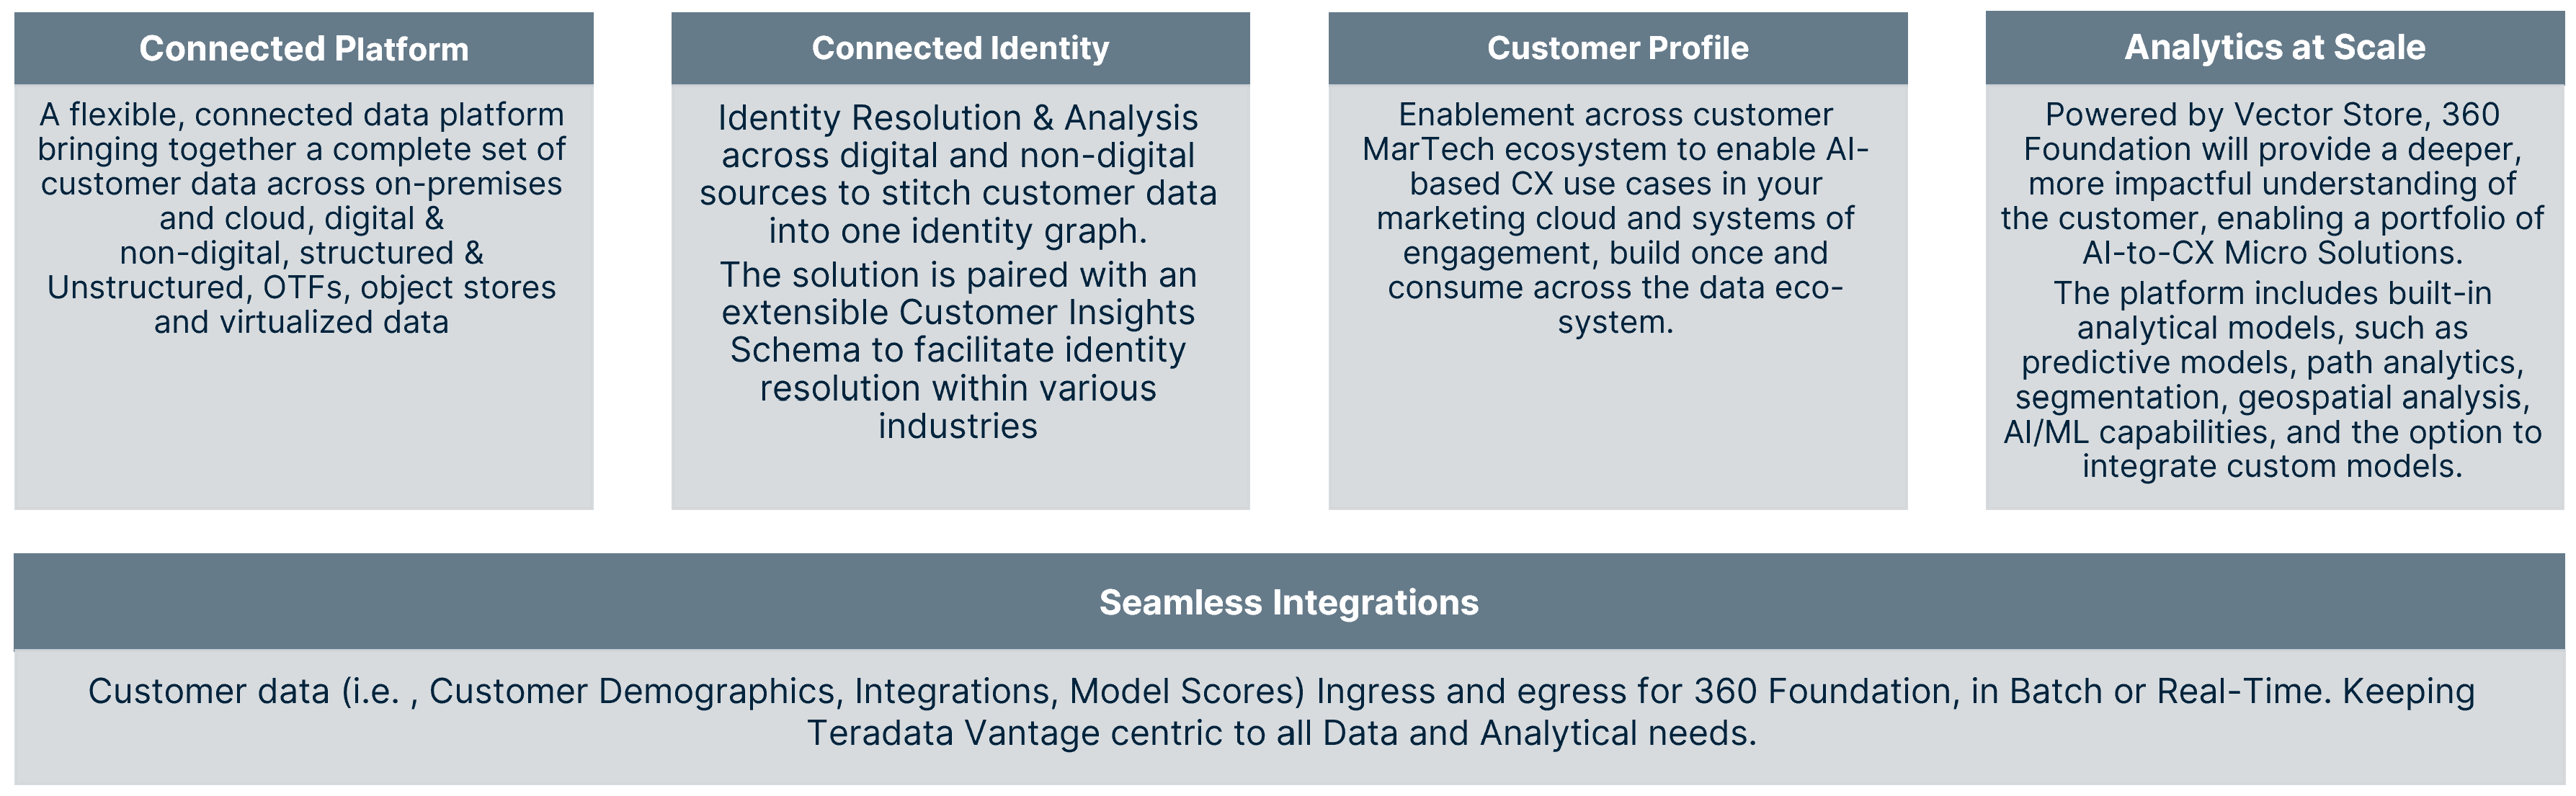 Connected Platform
A flexible, connected data platform
bringing together a complete set of
customer data across on-premises
and cloud, digital &
non-digital, structured &
Unstructured, OTFs, object stores
and virtualized data
Connected Identity
Identity Resolution & Analysis
across digital and non-digital
sources to stitch customer data
into one identity graph.
The solution is paired with an
extensible Customer Insights
Schema to facilitate identity
resolution within various
industries
Customer Profile
Enablement across customer
MarTech ecosystem to enable AI-
based CX use cases in your
marketing cloud and systems of
engagement, build once and
consume across the data eco-
system.
Analytics at Scale
Powered by Vector Store, 360
Foundation will provide a deeper,
more impactful understanding of
the customer, enabling a portfolio of
AI-to-CX Micro Solutions.
The platform includes built-in
analytical models, such as
predictive models, path analytics,
segmentation, geospatial analysis,
AI/ML capabilities, and the option to
integrate custom models.
Seamless Integrations
Customer data (i.e. , Customer Demographics, Integrations, Model Scores) Ingress and egress for 360 Foundation, in Batch or Real-Time. Keeping
Teradata Vantage centric to all Data and Analytical needs.